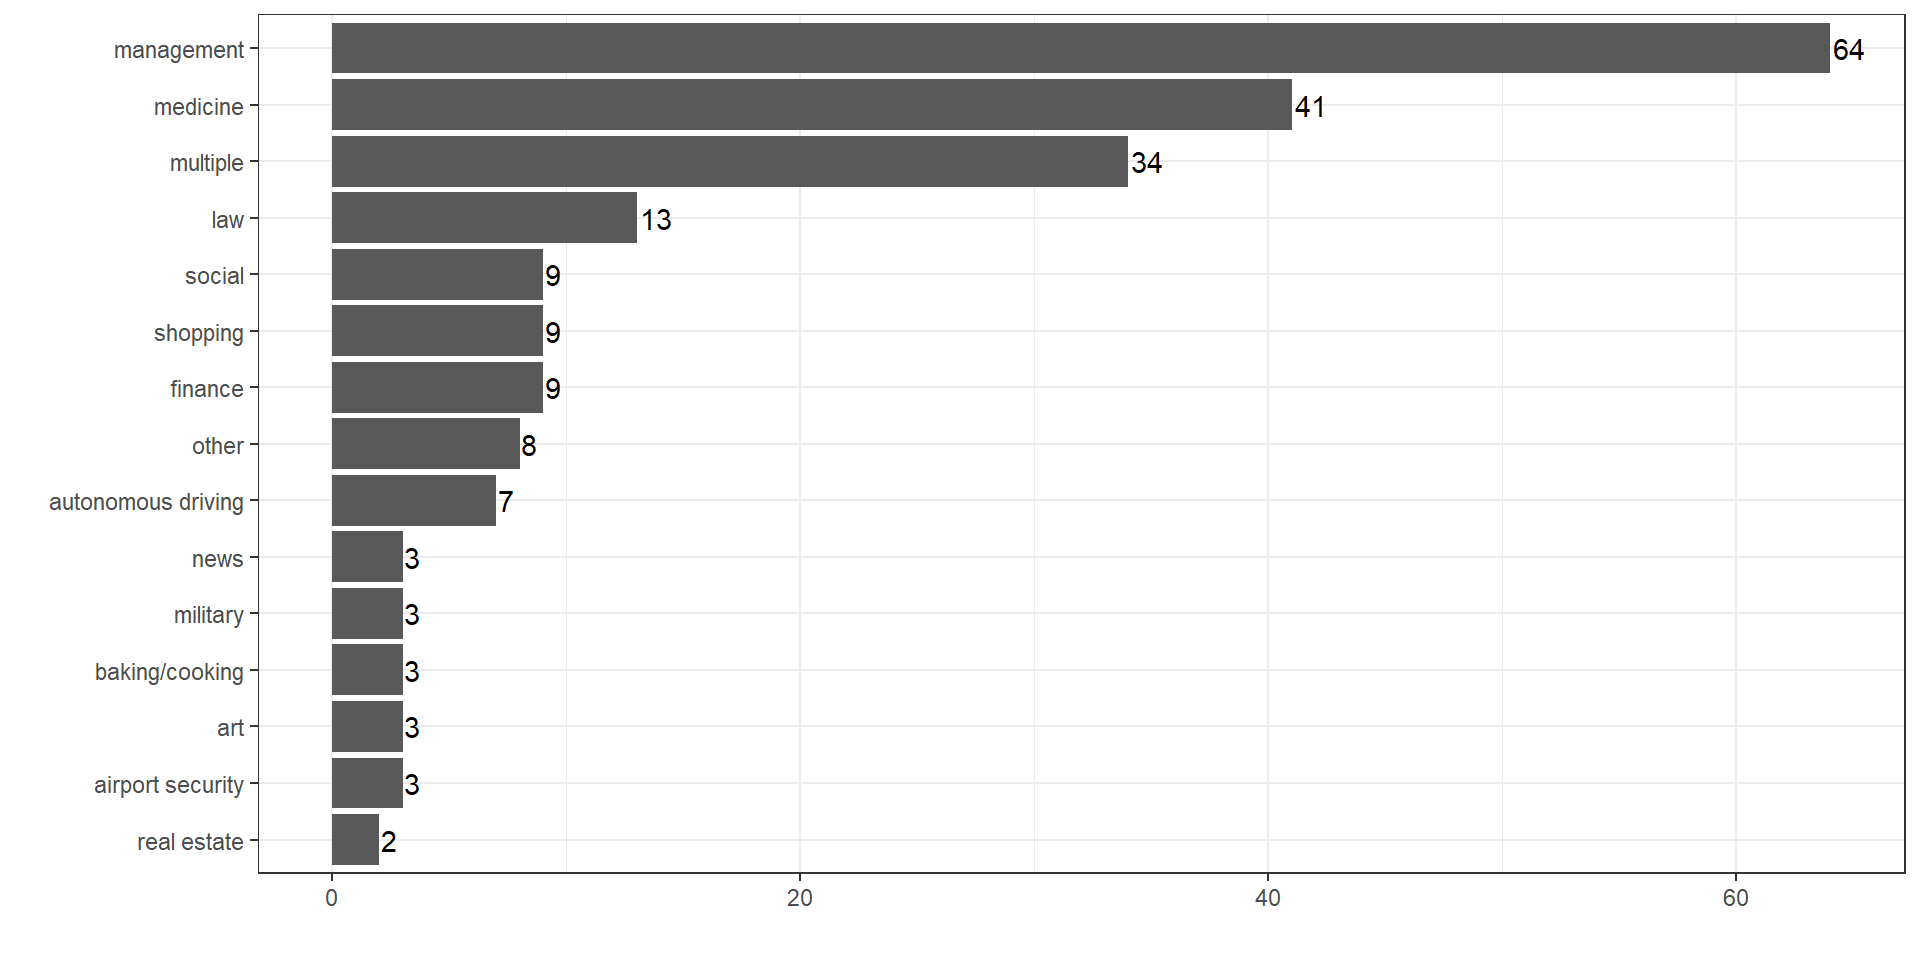 management 64
medicine 41
multiple 34
law 13
social 9
shopping 9
finance 9
other 8
autonomous driving 7
news 3
military 3
baking/cooking 3
art 3
airport security 3
real estate 2
0 20 40 60